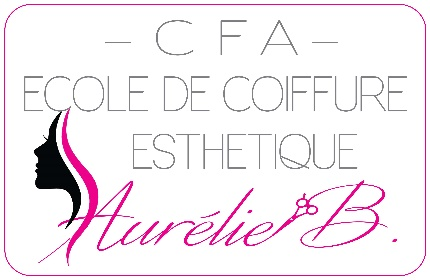 – C F A –
ECOLE DE COIFFURE
ESTHETIQUE
Aurélie B.